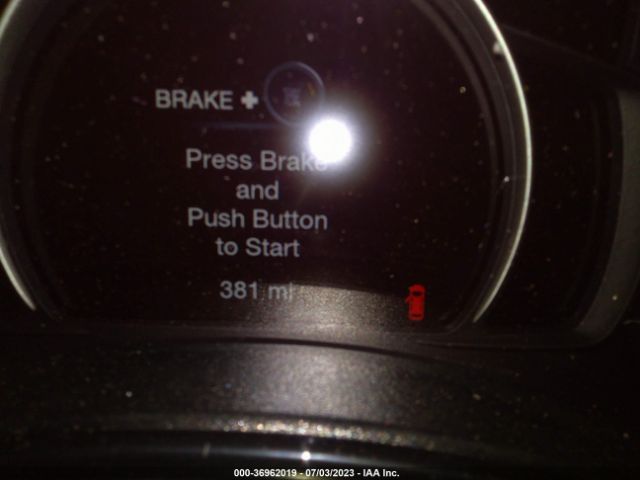 BRAKE +
Press Brake
and
Push Button
to Start
381 mi
000-36962019 - 07/03/2023 - IAA Inc.